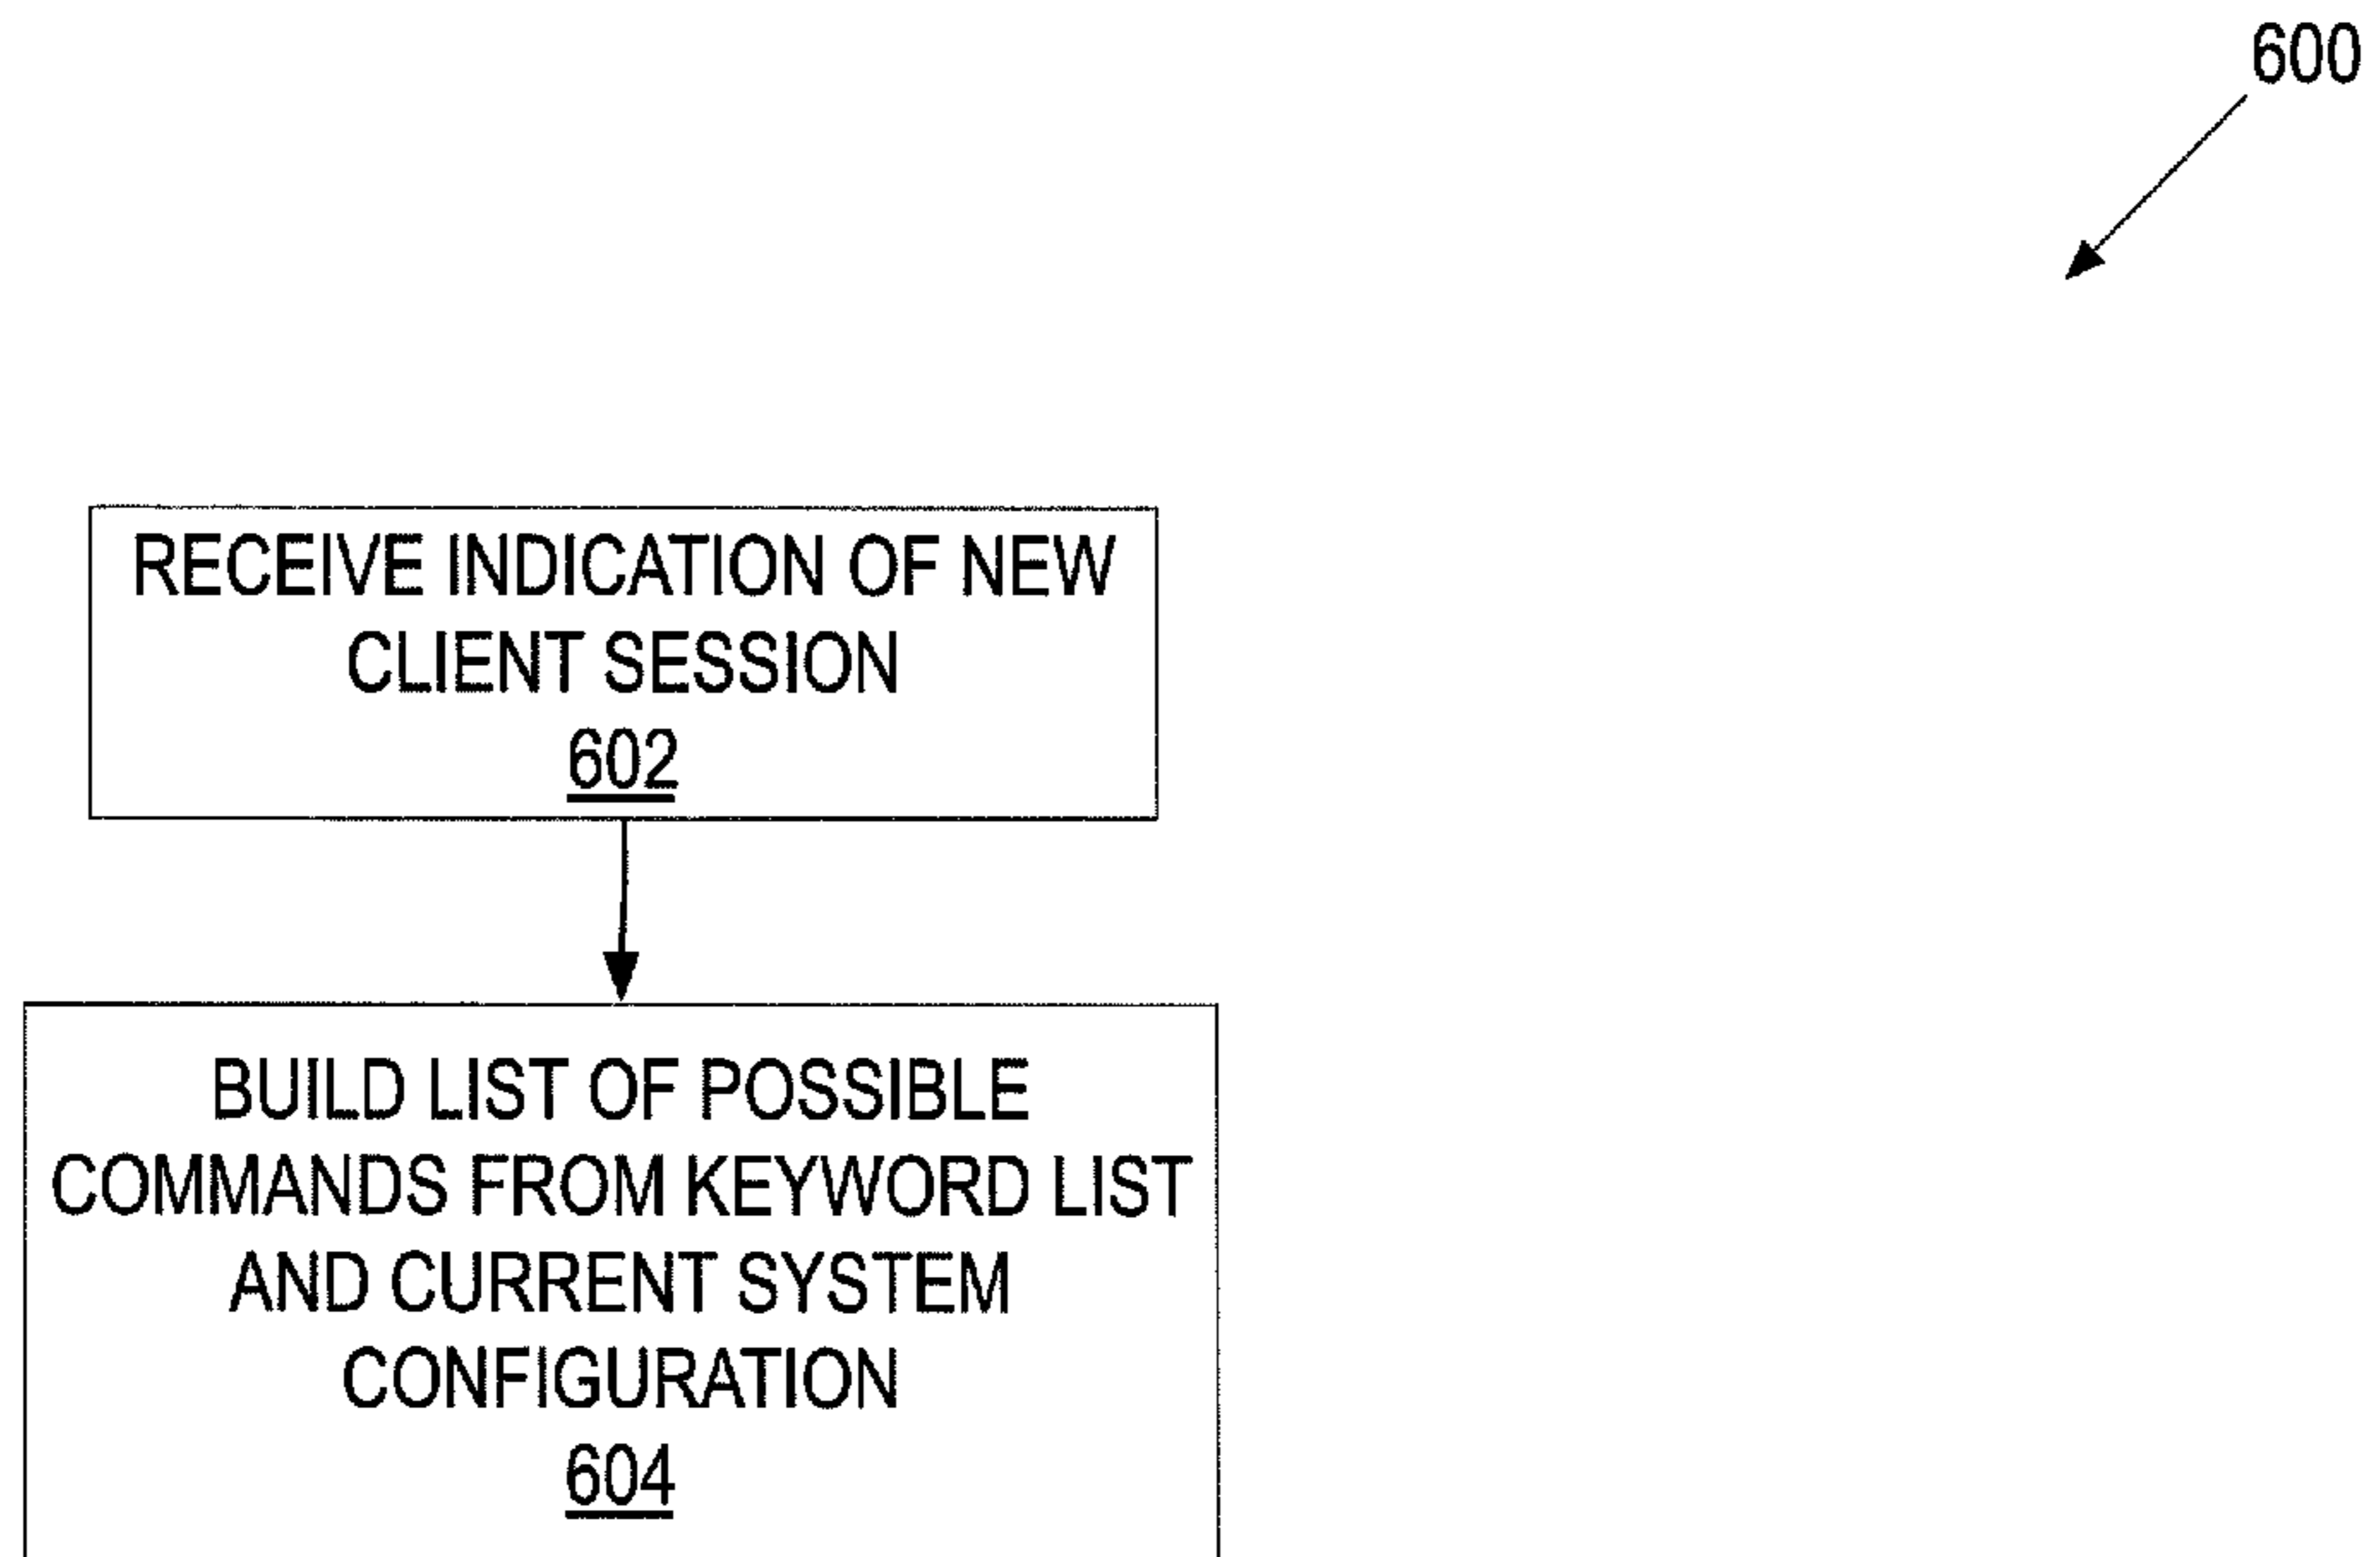 600
RECEIVE INDICATION OF NEW
CLIENT SESSION
602
BUILD LIST OF POSSIBLE
COMMANDS FROM KEYWORD LIST
AND CURRENT SYSTEM
CONFIGURATION
604